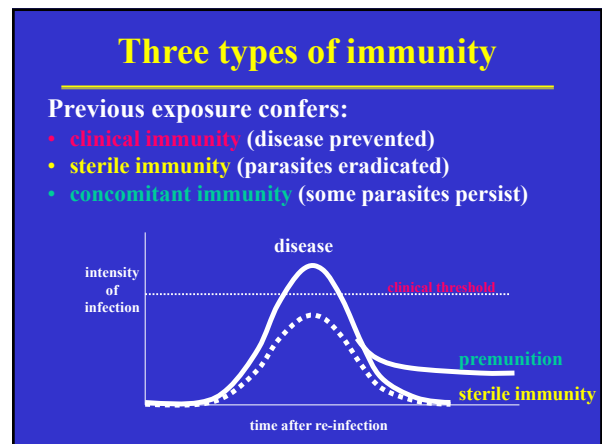 Three types of immunity
Previous exposure confers:
• clinical immunity (disease prevented)
• sterile immunity (parasites eradicated)
• concomitant immunity (some parasites persist)
disease
intensity
of
infection
clinical threshold
premunition
sterile immunity
time after re-infection